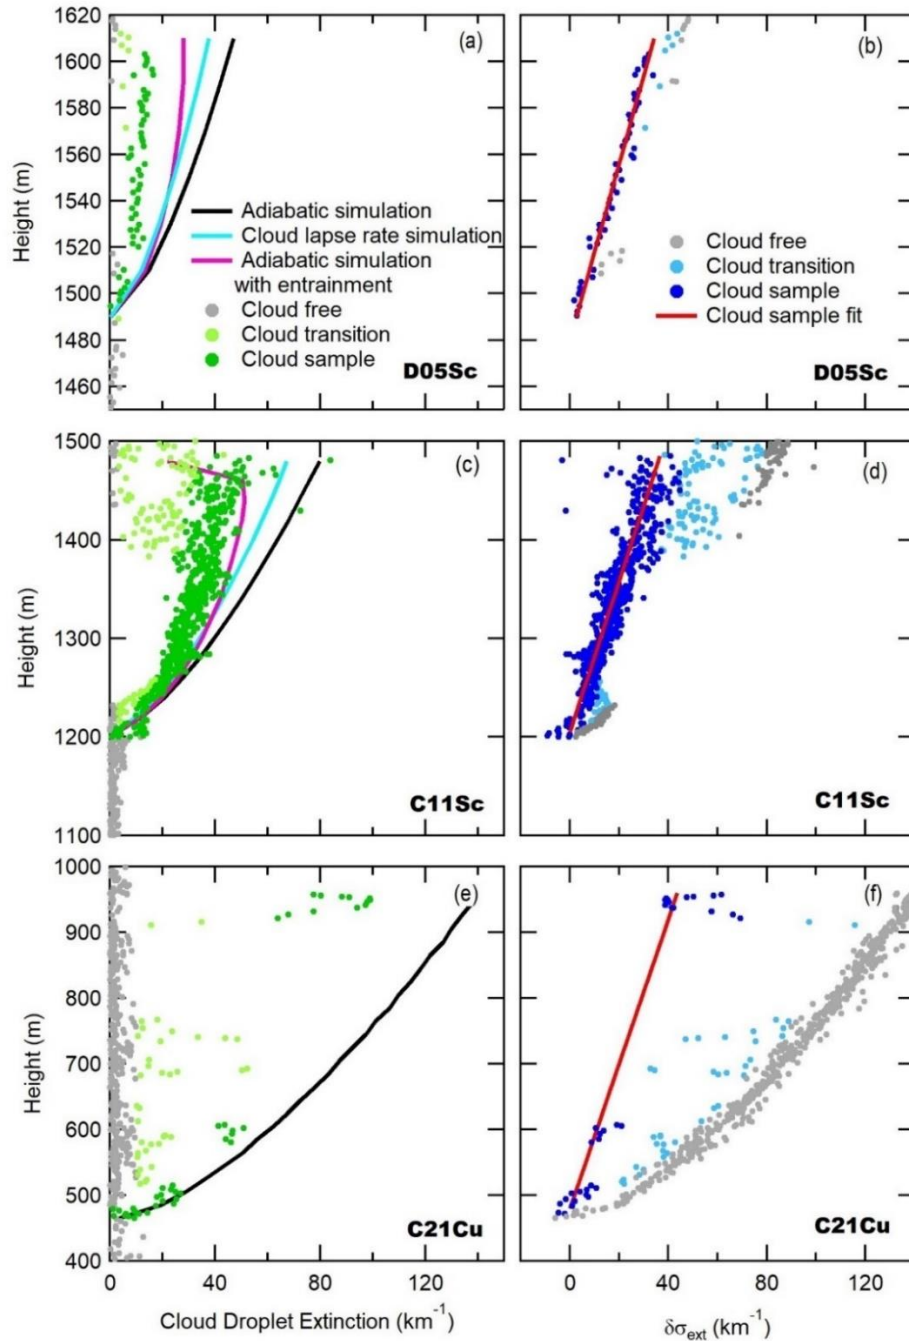 (a)
1600
1580
1560
1540
1520
1500
1480
1460
Height (m)
Adiabatic simulation
Cloud lapse rate simulation
Adiabatic simulation
with entrainment
Cloud free
Cloud transition
Cloud sample
D05Sc
(b)
Cloud free
Cloud transition
Cloud sample
Cloud sample fit
D05Sc
(c)
1500
1400
1300
1200
1100
Height (m)
C11Sc
(d)
C11Sc
(e)
1000
900
800
700
600
500
400
Height (m)
C21Cu
0 40 80 120
Cloud Droplet Extinction (km⁻¹)
(f)
C21Cu
0 40 80 120
δσext (km⁻¹)